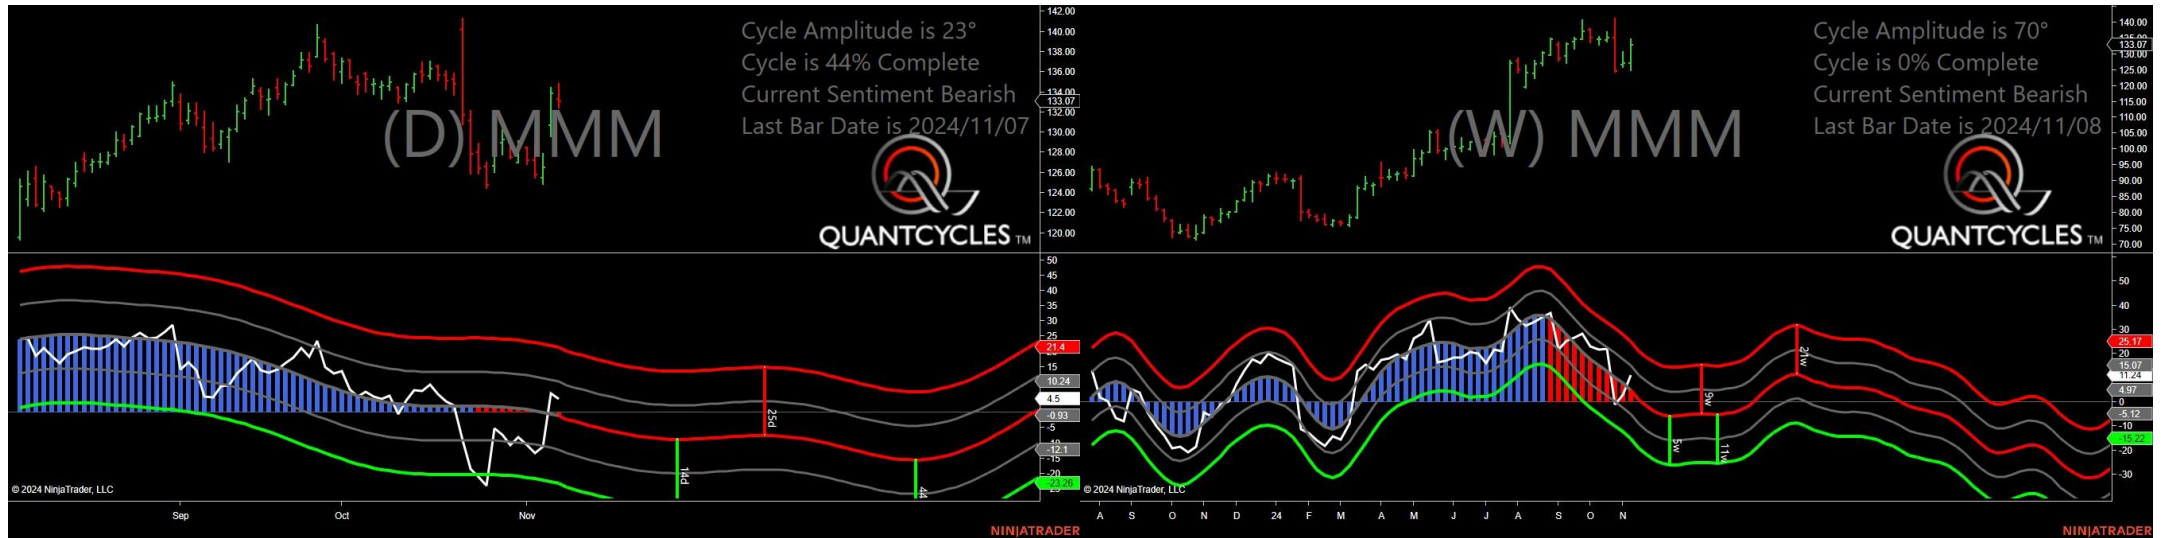 142.00
140.00
138.00
136.00
134.00
133.07
132.00
130.00
128.00
126.00
124.00
122.00
120.00
Cycle Amplitude is 23°
Cycle is 44% Complete
Current Sentiment Bearish
Last Bar Date is 2024/11/07
(D) MMM
QUANTCYCLES TM
50
45
40
35
30
25
21.4
15
10.24
4.5
-0.93
-5
-12.1
-15
-20
-23.26
25d
14d
44
© 2024 NinjaTrader, LLC
Sep
Oct
Nov
NINJATRADER
Cycle Amplitude is 70°
Cycle is 0% Complete
Current Sentiment Bearish
Last Bar Date is 2024/11/08
(W) MMM
QUANTCYCLES TM
140.00
135.00
133.07
130.00
125.00
120.00
115.00
110.00
105.00
100.00
95.00
90.00
85.00
80.00
75.00
70.00
50
40
30
25.17
20
15.07
11.24
4.97
0
-5.12
-10
-15.22
-20
-30
21w
9w
5w
11w
© 2024 NinjaTrader, LLC
A S O N D 24 F M A M J J A S O N
NINJATRADER